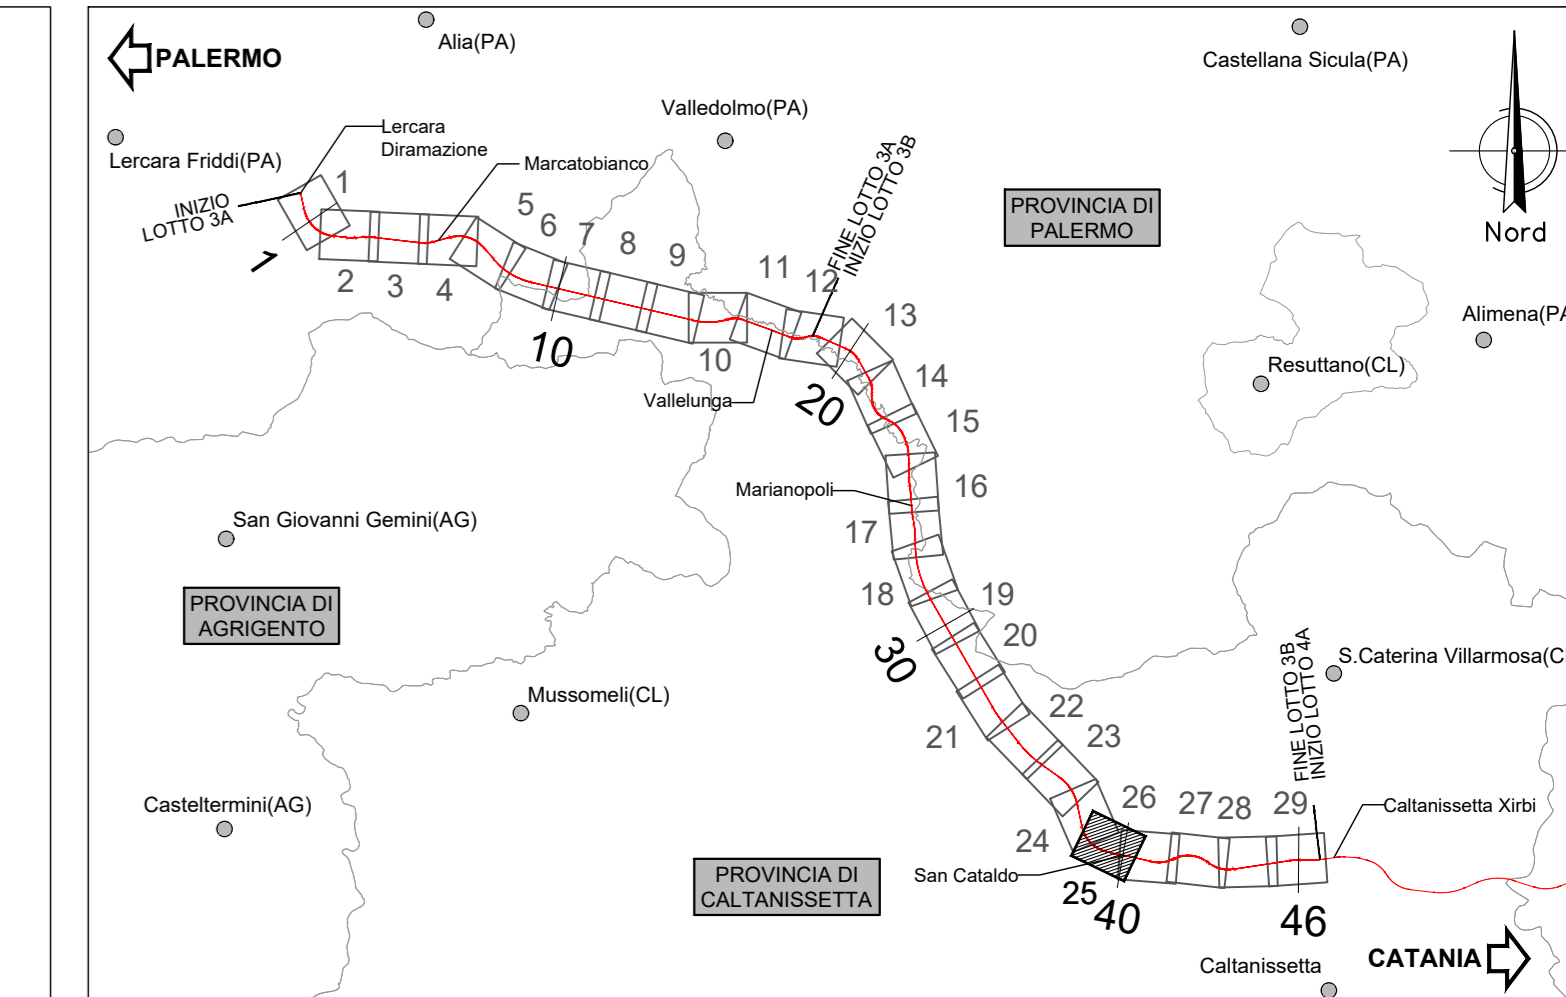 Alia(PA)
Castellana Sicula(PA)
PALERMO
Valledolmo(PA)
Lercara
Diramazione
Lercara Friddi(PA)
Marcatobianco
INIZIO
LOTTO 3A
FINE LOTTO 3A
INIZIO LOTTO 3B
PROVINCIA DI
PALERMO
Nord
1
1
2
3
4
5
6
7
8
9
10
10
11
12
13
20
14
15
Vallelunga
Alimena(PA
Resuttano(CL)
Marianopoli
16
17
San Giovanni Gemini(AG)
PROVINCIA DI
AGRIGENTO
18
19
20
30
FINE LOTTO 3B
INIZIO LOTTO 4A
S.Caterina Villarmosa(C
Mussomeli(CL)
21
22
23
Casteltermini(AG)
24
26
27
28
29
Caltanissetta Xirbi
PROVINCIA DI
CALTANISSETTA
San Cataldo
25
40
46
Caltanissetta
CATANIA